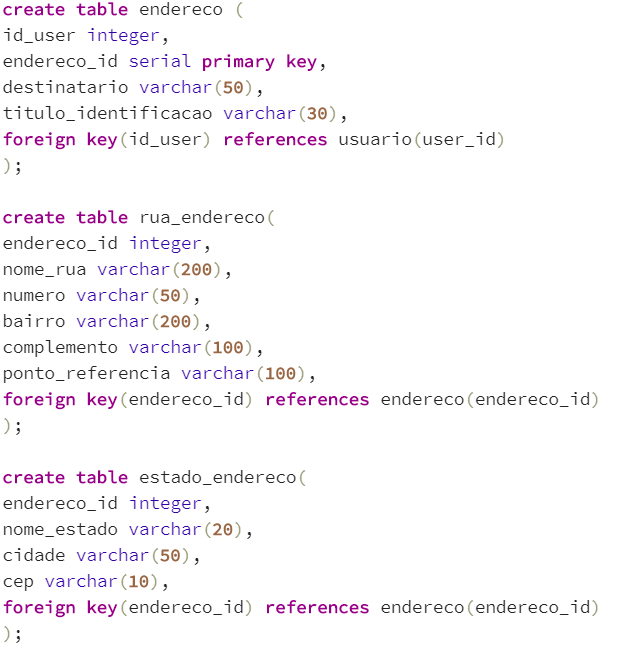 create table endereco (
id_user integer,
endereco_id serial primary key,
destinatario varchar(50),
titulo_identificacao varchar(30),
foreign key(id_user) references usuario(user_id)
);

create table rua_endereco(
endereco_id integer,
nome_rua varchar(200),
numero varchar(50),
bairro varchar(200),
complemento varchar(100),
ponto_referencia varchar(100),
foreign key(endereco_id) references endereco(endereco_id)
);

create table estado_endereco(
endereco_id integer,
nome_estado varchar(20),
cidade varchar(50),
cep varchar(10),
foreign key(endereco_id) references endereco(endereco_id)
);